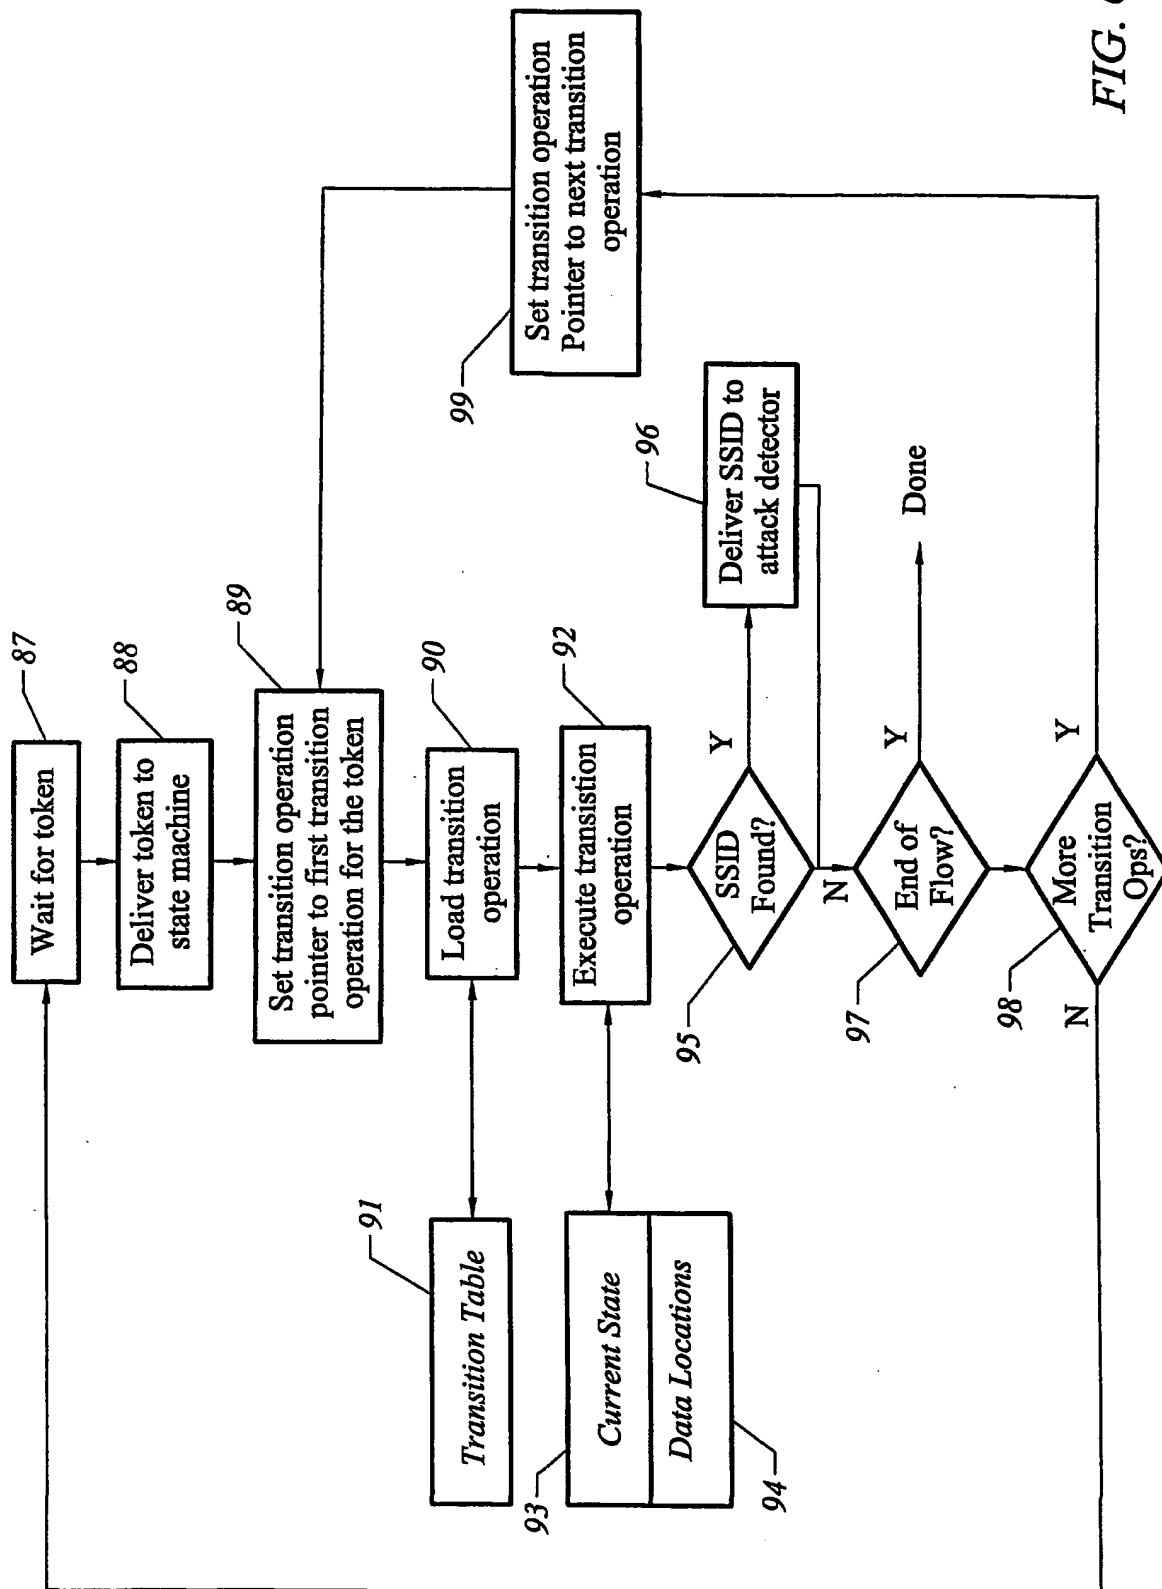 87
Wait for token
88
Deliver token to
state machine
89
Set transition operation
pointer to first transition
operation for the token
90
Load transition
operation
91
Transition Table
92
Execute transistion
operation
93
Current State
Data Locations
94
95
SSID
Found?
Y
N
96
Deliver SSID to
attack detector
97
End of
Flow?
Y
Done
98
More
Transition
Ops?
Y
N
99
Set transition operation
Pointer to next transition
operation
FIG.